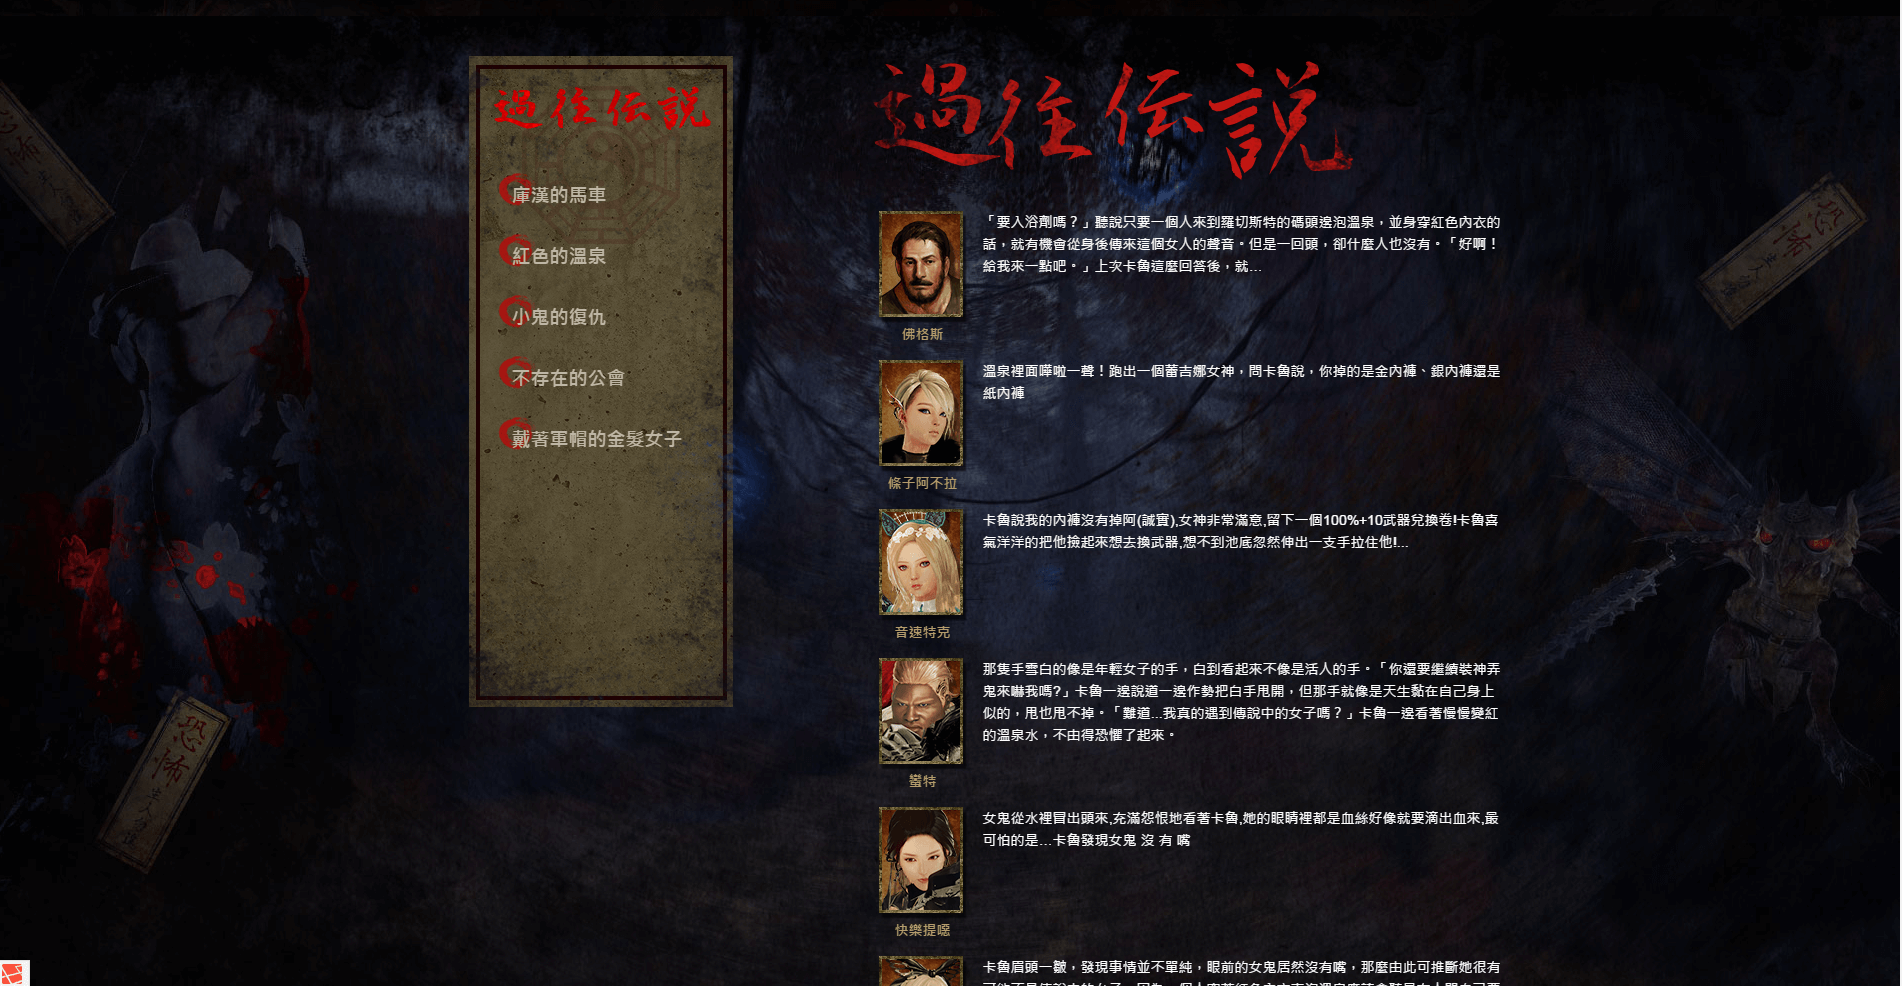 過往伝説
庫漢的馬車
紅色的溫泉
小鬼的復仇
不存在的公會
戴著軍帽的金髮女子
過往伝説
「要入浴劑嗎？」聽說只要一個人來到羅切斯特的碼頭邊泡溫泉，並身穿紅色內衣的
話，就有機會從身後傳來這個女人的聲音。但是一回頭，卻什麼人也沒有。「好啊！
給我來一點吧。」上次卡魯這麼回答後，就...
佛格斯
溫泉裡面嘩啦一聲！跑出一個蕾吉娜女神，問卡魯說，你掉的是金內褲、銀內褲還是
紙內褲
條子阿不拉
卡魯說我的內褲沒有掉阿(誠實),女神非常滿意,留下一個100%+10武器兌換卷!卡魯喜
氣洋洋的把他撿起來想去換武器,想不到池底忽然伸出一支手拉住他!...
音速特克
那隻手雪白的像是年輕女子的手，白到看起來不像是活人的手。「你還要繼續裝神弄
鬼來嚇我嗎?」卡魯一邊說道一邊作勢把白手甩開，但那手就像是天生黏在自己身上
似的，甩也甩不掉。「難道...我真的遇到傳說中的女子嗎？」卡魯一邊看著慢慢變紅
的溫泉水，不由得恐懼了起來。
蠻特
女鬼從水裡冒出頭來,充滿怨恨地看著卡魯,她的眼睛裡都是血絲好像就要滴出血來,最
可怕的是...卡魯發現女鬼 沒 有 嘴
快樂提噁
卡魯眉頭一皺，發現事情並不單純，眼前的女鬼居然沒有嘴，那麼由此可推斷她很有
恐怖
恐怖
恐怖